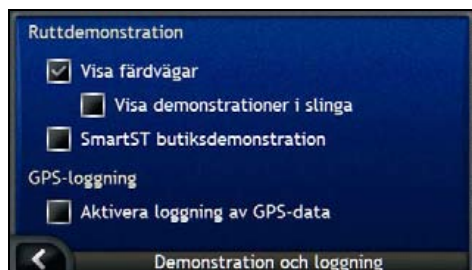 Ruttdemonstration
Visa färdvägar
Visa demonstrationer i slinga
SmartST butiksdemonstration
GPS-loggning
Aktivera loggning av GPS-data
Demonstration och loggning